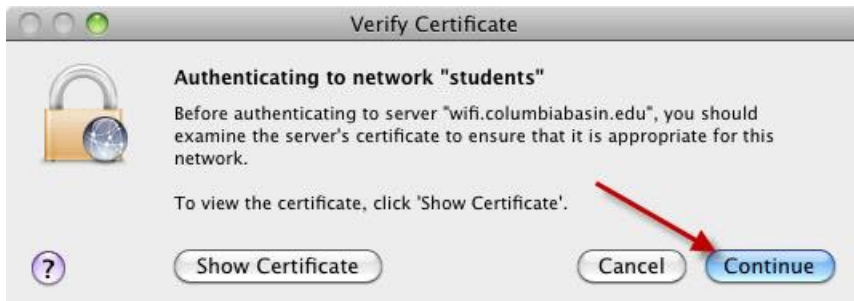 Verify Certificate
Authenticating to network "students"
Before authenticating to server "wifi.columbiabasin.edu", you should
examine the server's certificate to ensure that it is appropriate for this
network.
To view the certificate, click 'Show Certificate'.
?
Show Certificate
Cancel
Continue